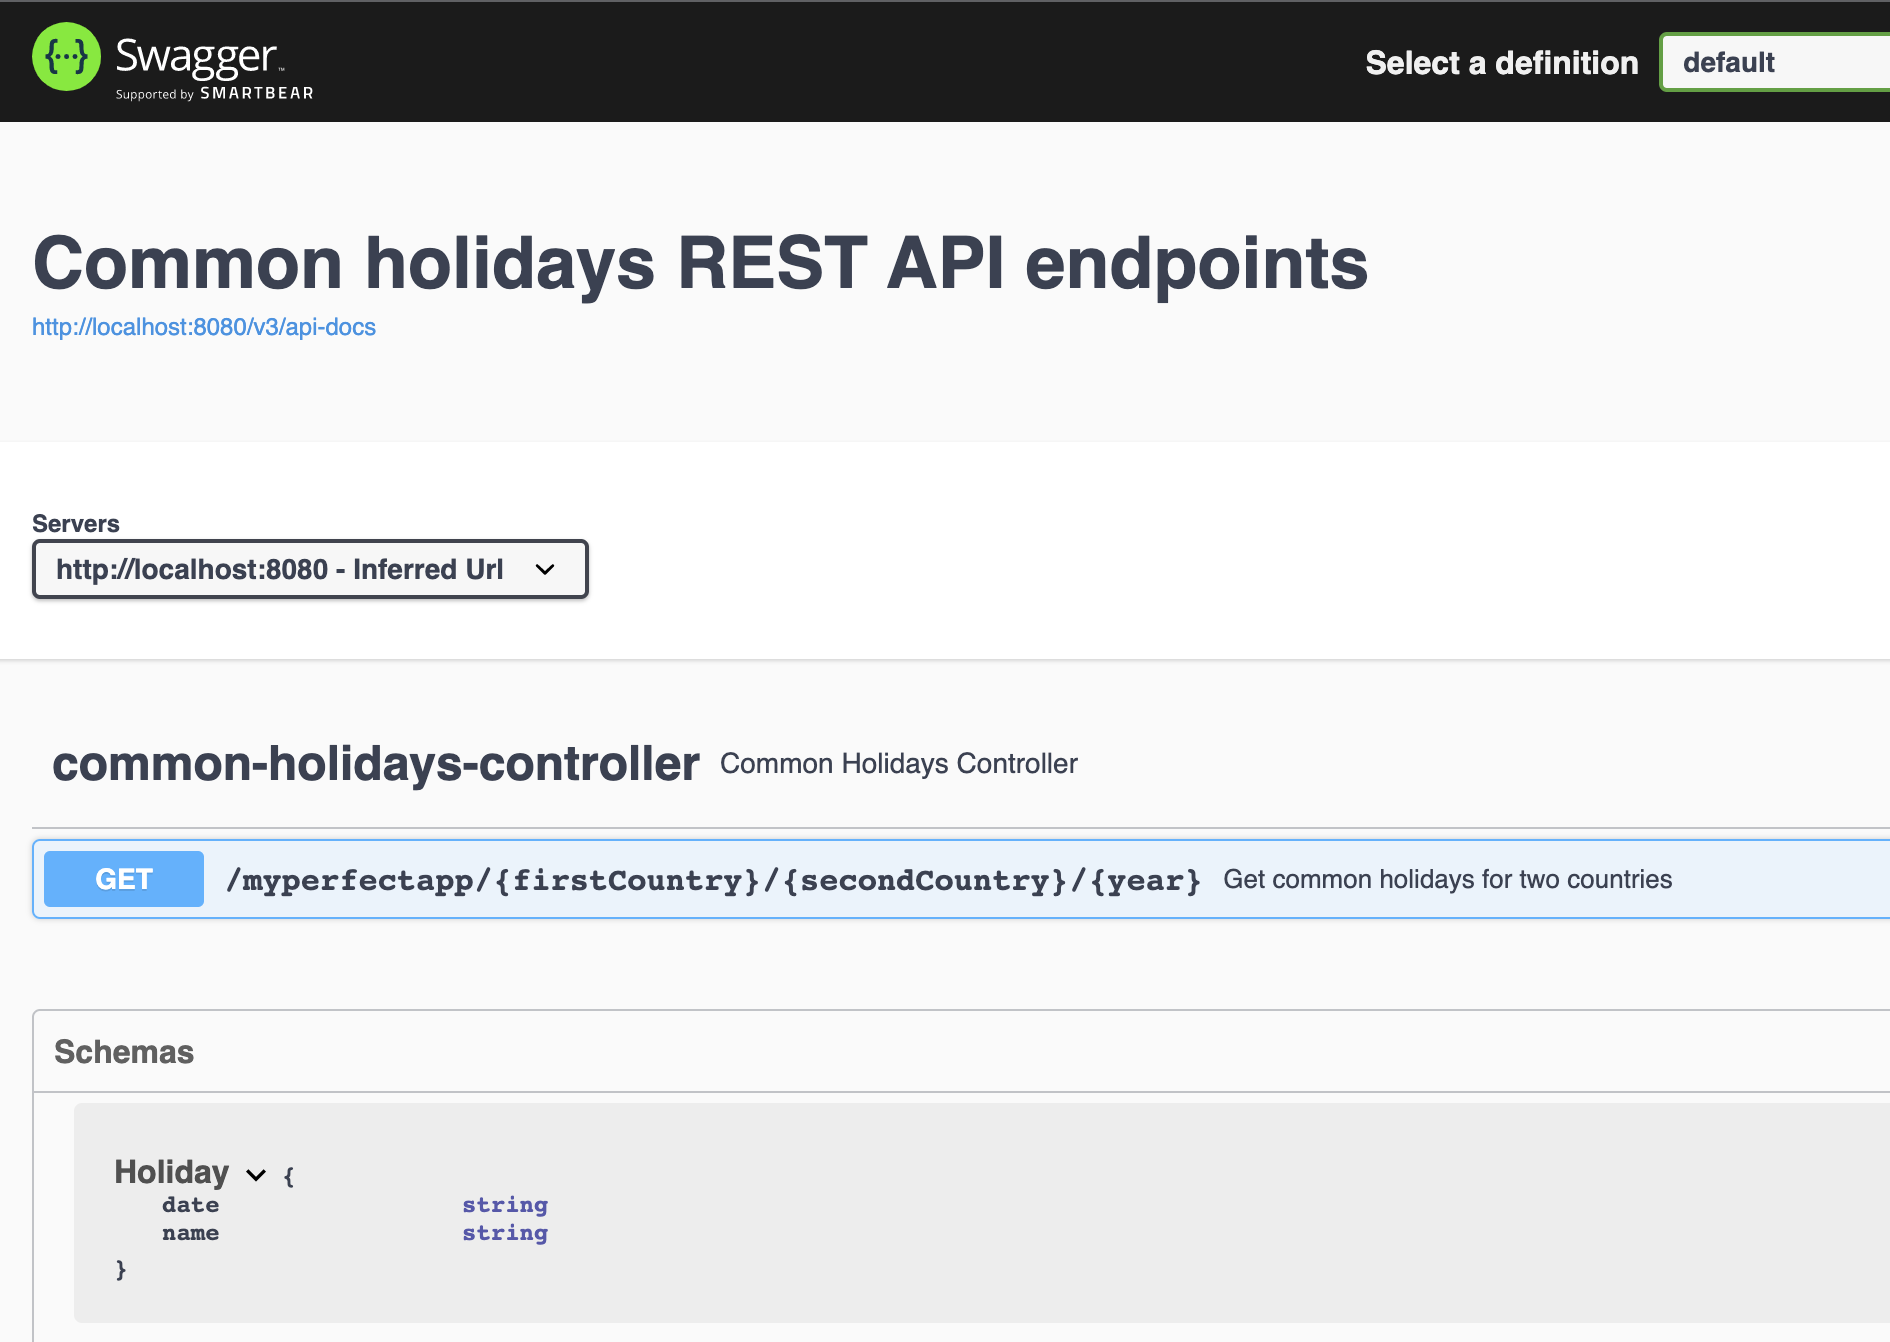 Swagger™
Supported by SMARTBEAR
Select a definition
default
Common holidays REST API endpoints
http://localhost:8080/v3/api-docs
Servers
http://localhost:8080 - Inferred Url
common-holidays-controller Common Holidays Controller
GET /myperfectapp/{firstCountry}/{secondCountry}/{year} Get common holidays for two countries
Schemas
Holiday {
date string
name string
}